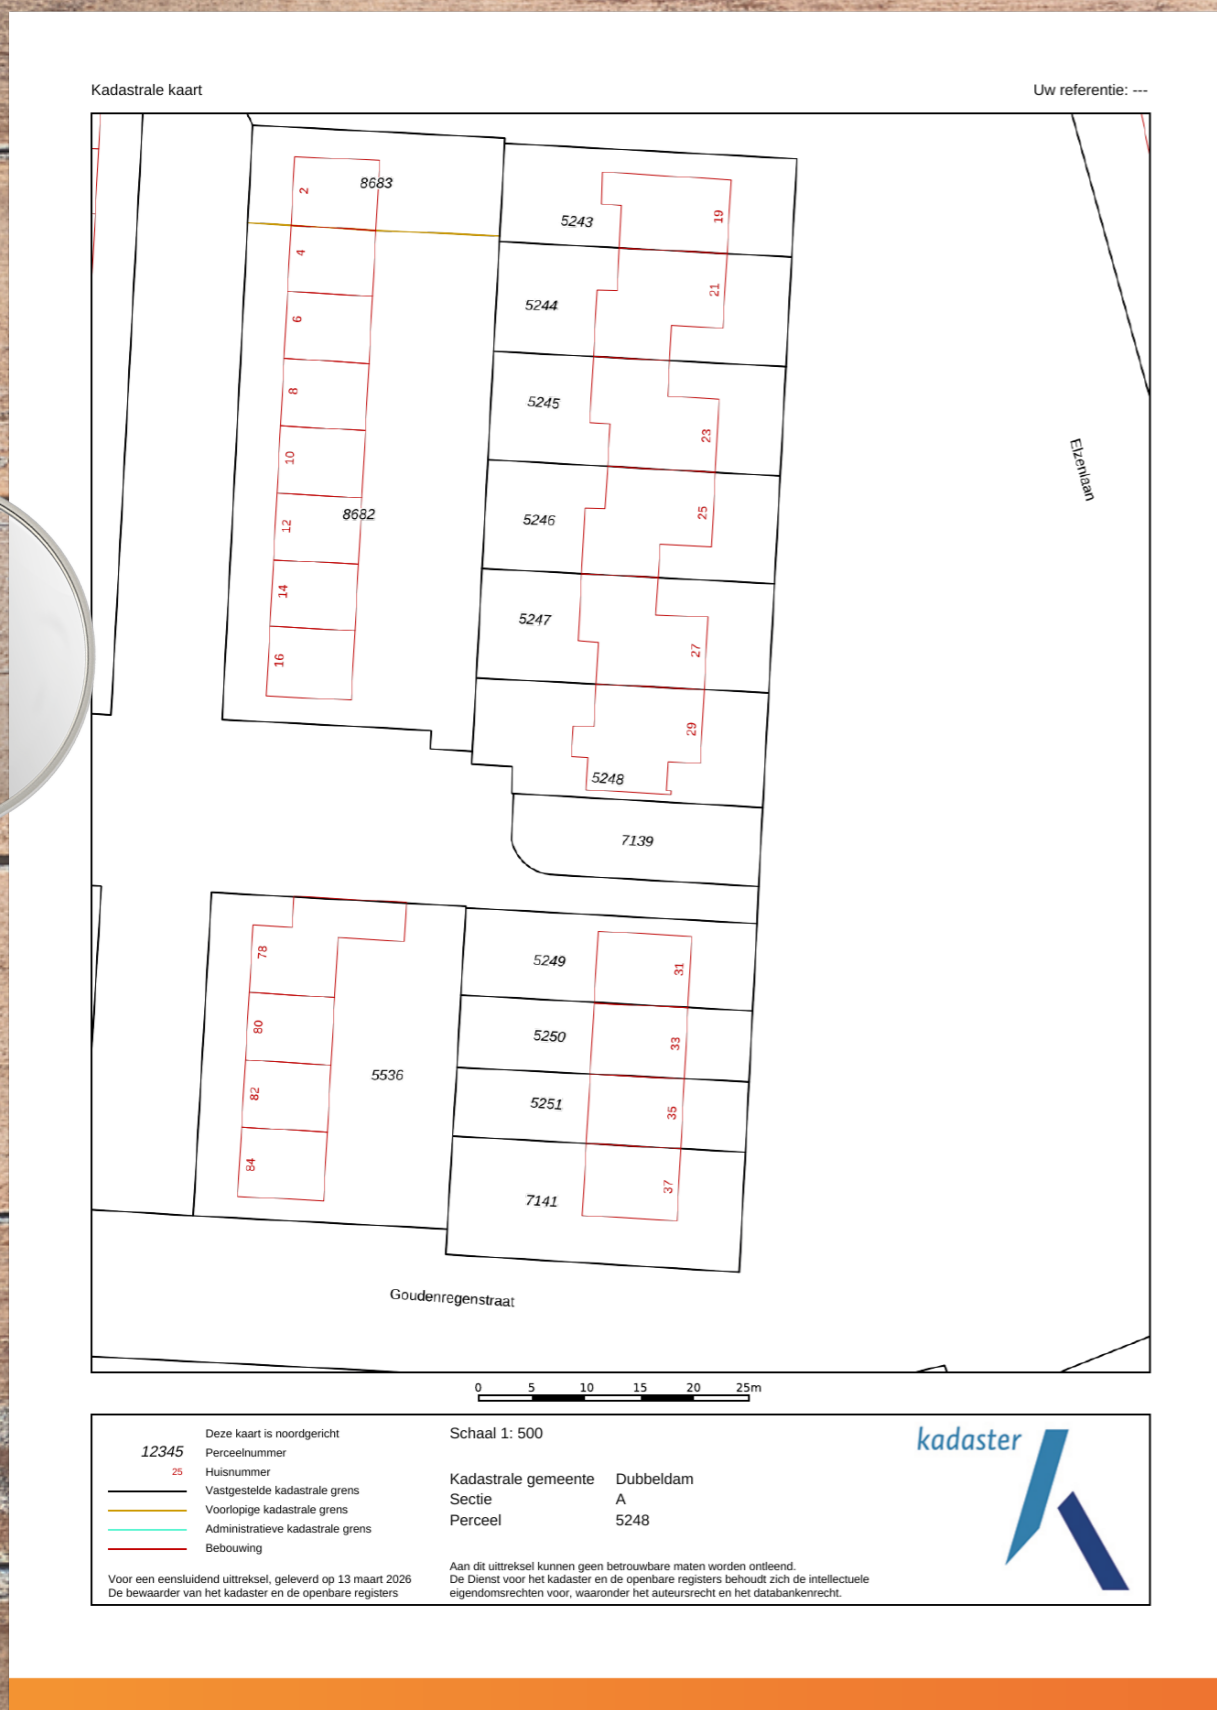 Kadastrale kaart
Uw referentie: ---
2
8683
4
6
8
10
12
8682
14
16
5243
19
5244
21
5245
23
5246
25
5247
27
29
5248
7139
Elzenlaan
78
80
82
84
5536
5249
31
5250
33
5251
35
7141
37
Goudenregenstraat
0 5 10 15 20 25m
Deze kaart is noordgericht
12345 Perceelnummer
25 Huisnummer
Vastgestelde kadastrale grens
Voorlopige kadastrale grens
Administratieve kadastrale grens
Bebouwing
Voor een eensluidend uittreksel, geleverd op 13 maart 2026
De bewaarder van het kadaster en de openbare registers
Schaal 1: 500
Kadastrale gemeente Dubbeldam
Sectie A
Perceel 5248
Aan dit uittreksel kunnen geen betrouwbare maten worden ontleend.
De Dienst voor het kadaster en de openbare registers behoudt zich de intellectuele
eigendomsrechten voor, waaronder het auteursrecht en het databankenrecht.
kadaster